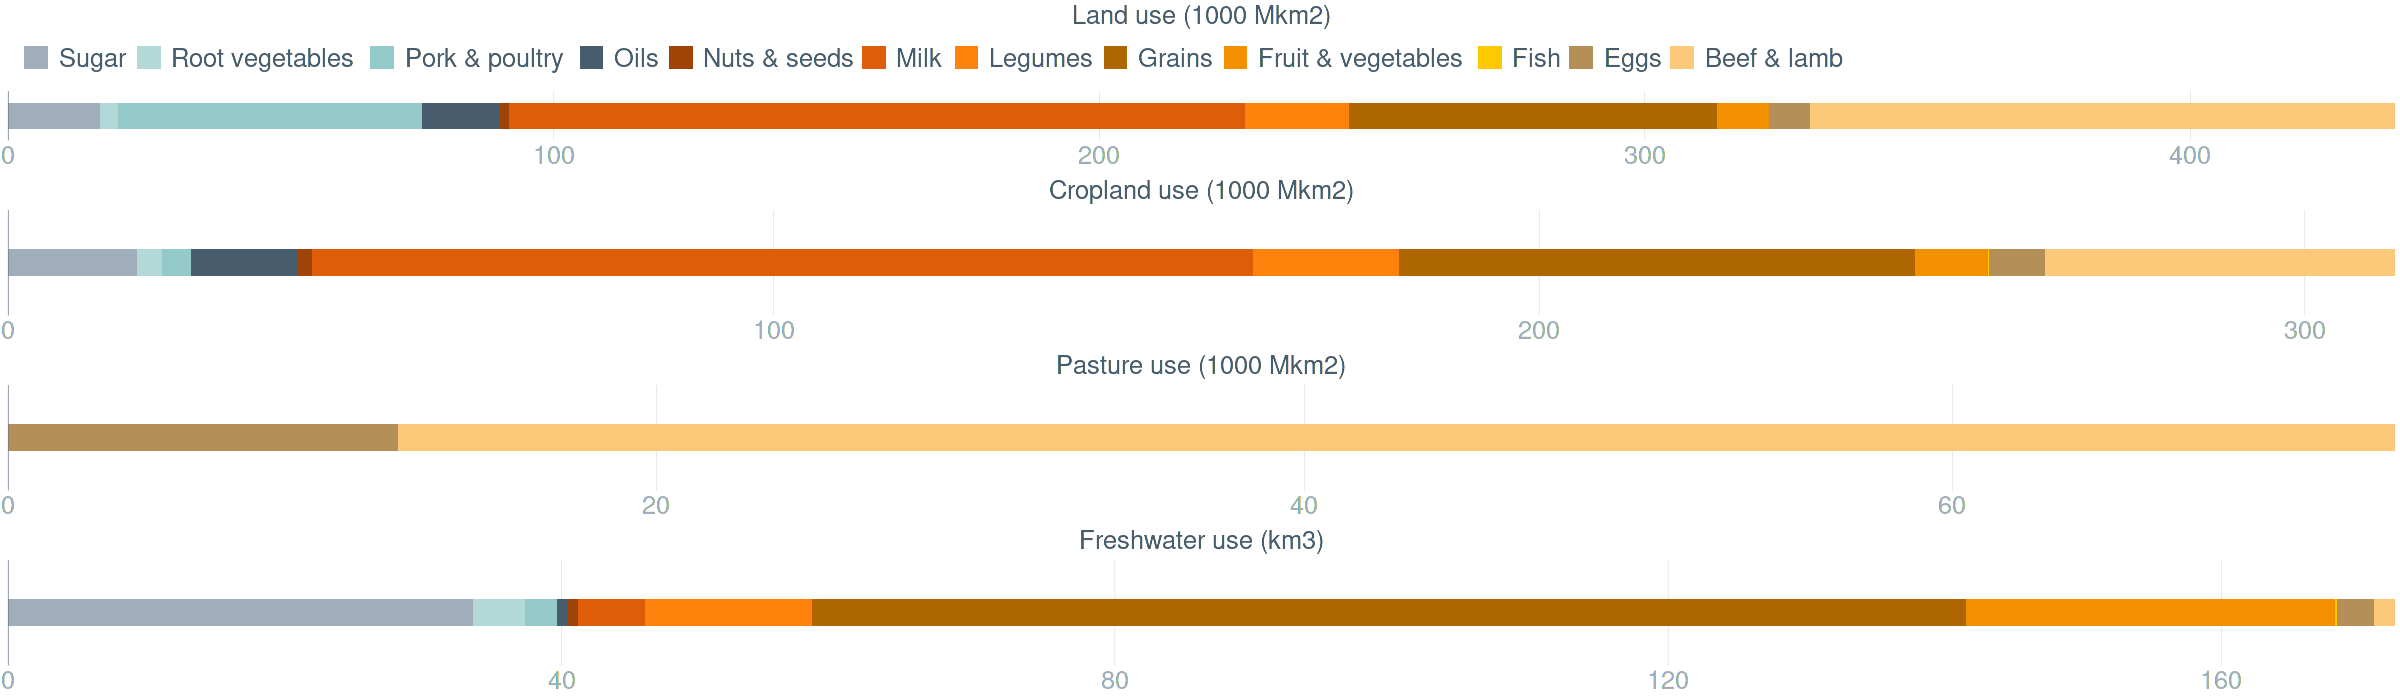 Land use (1000 Mkm2)
Sugar Root vegetables Pork & poultry Oils Nuts & seeds Milk Legumes Grains Fruit & vegetables Fish Eggs Beef & lamb
0 100 200 300 400
Cropland use (1000 Mkm2)
0 100 200 300
Pasture use (1000 Mkm2)
0 20 40 60
Freshwater use (km3)
0 40 80 120 160